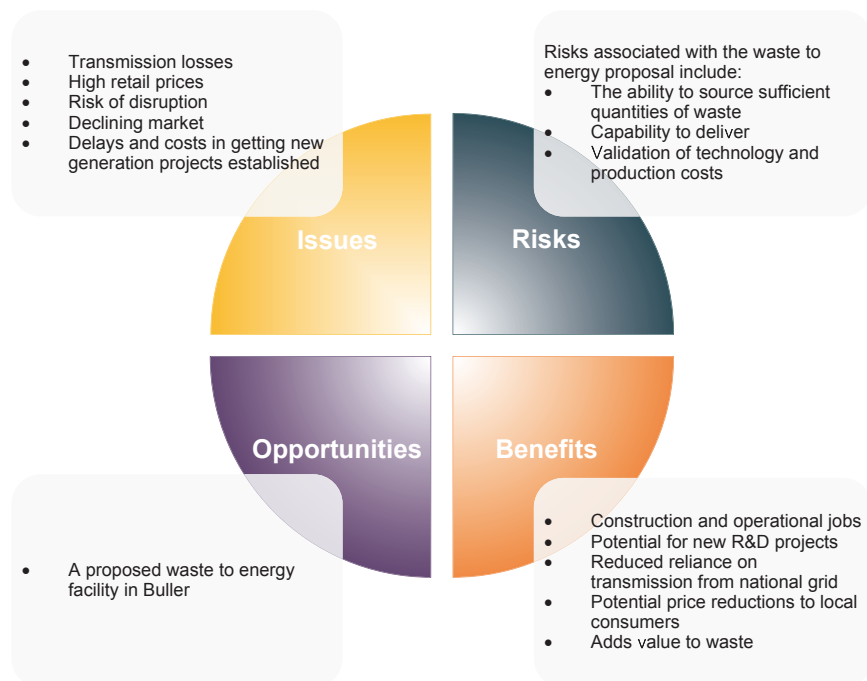 • Transmission losses
• High retail prices
• Risk of disruption
• Declining market
• Delays and costs in getting new
generation projects established
Issues
Risks associated with the waste to
energy proposal include:
• The ability to source sufficient
quantities of waste
• Capability to deliver
• Validation of technology and
production costs
Risks
Opportunities
• A proposed waste to energy
facility in Buller
Benefits
• Construction and operational jobs
• Potential for new R&D projects
• Reduced reliance on
transmission from national grid
• Potential price reductions to local
consumers
• Adds value to waste